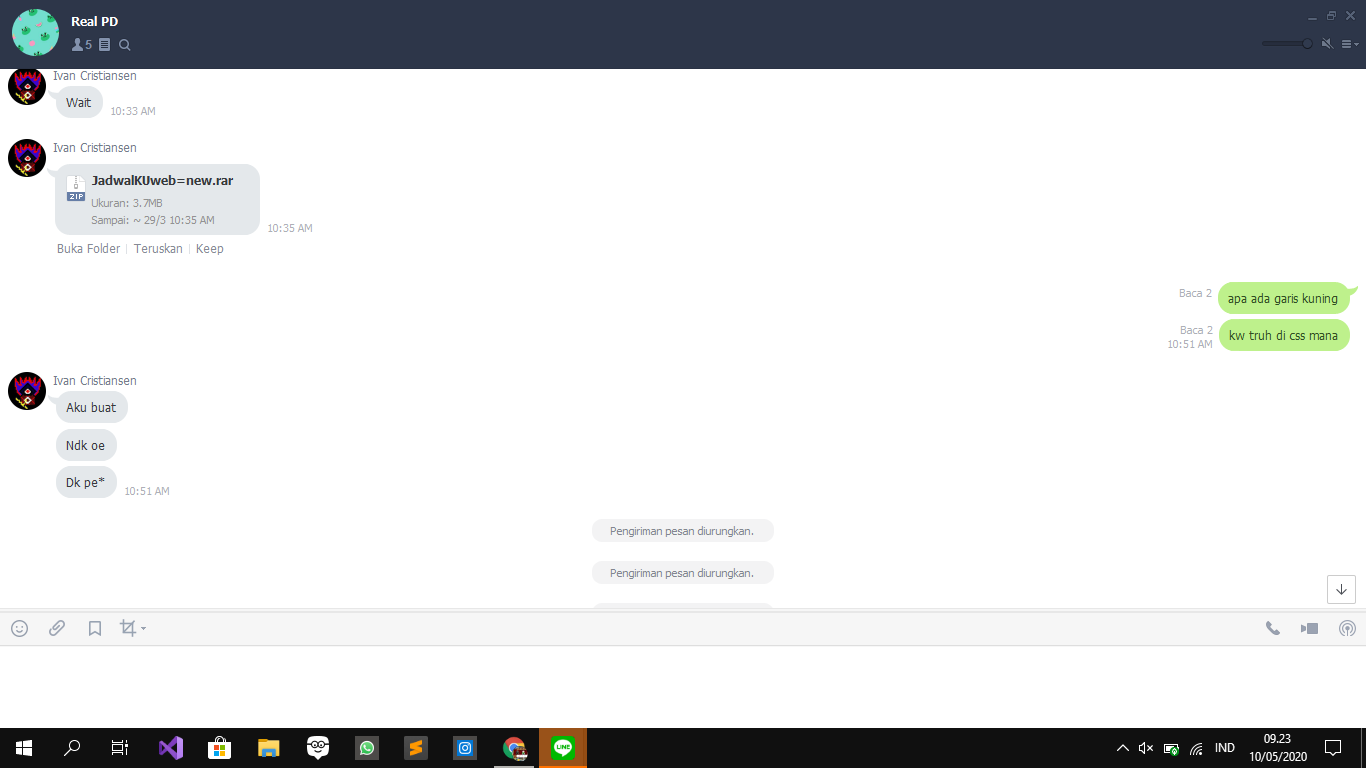 Real PD
5
Ivan Cristiansen
Wait
10:33 AM
Ivan Cristiansen
JadwalKUweb=new.rar
ZIP
Ukuran: 3.7MB
Sampai: ~ 29/3 10:35 AM
10:35 AM
Buka Folder
Teruskan
Keep
Baca 2
apa ada garis kuning
Baca 2
10:51 AM
kw truh di css mana
Ivan Cristiansen
Aku buat
Ndk oe
Dk pe*
10:51 AM
Pengiriman pesan diurungkan.
Pengiriman pesan diurungkan.
LINE
IND
09.23
10/05/2020